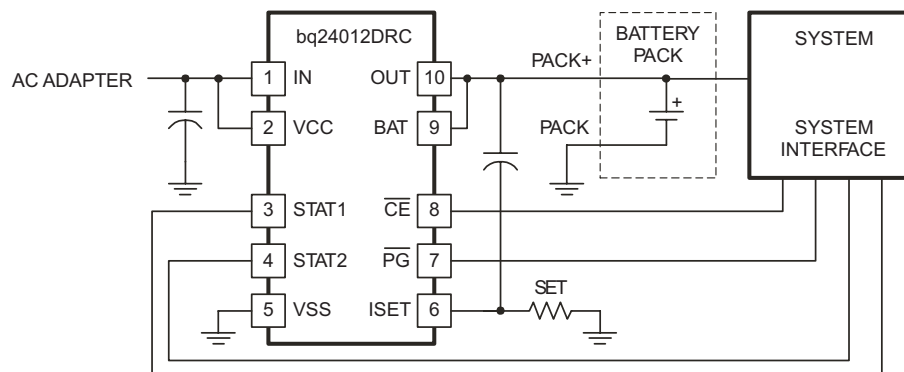 bq24012DRC
BATTERY
PACK
SYSTEM
AC ADAPTER
1
IN
OUT
10
PACK+
+
2
VCC
BAT
9
PACK
SYSTEM
INTERFACE
3
STAT1
CE
8
4
STAT2
PG
7
5
VSS
ISET
6
SET